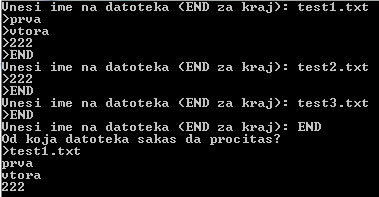 Vnesi ime na datoteka (END za kraj): test1.txt
>prva
>vtora
>222
>END
Vnesi ime na datoteka (END za kraj): test2.txt
>222
>END
Vnesi ime na datoteka (END za kraj): test3.txt
>END
Vnesi ime na datoteka (END za kraj): END
Od koja datoteka sakas da procitas?
>test1.txt
prva
vtora
222